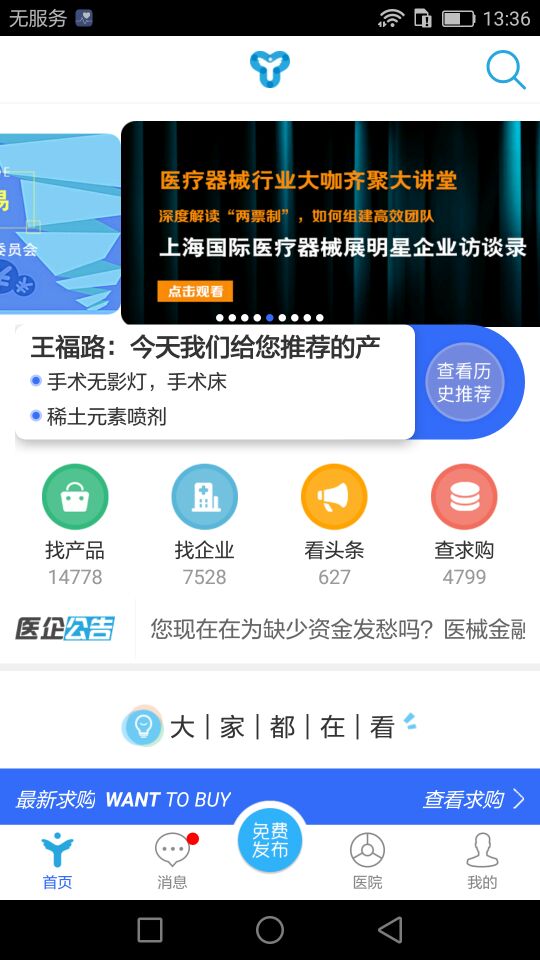 无服务
13:36
易
委员会
医疗器械行业大咖齐聚大讲堂
深度解读“两票制”，如何组建高效团队
上海国际医疗器械展明星企业访谈录
点击观看
王福路：今天我们给您推荐的产
手术无影灯，手术床
稀土元素喷剂
查看历
史推荐
找产品
找企业
看头条
查求购
14778
7528
627
4799
医企公告
您现在在为缺少资金发愁吗？医械金融
大|家|都|在|看
最新求购 WANT TO BUY
查看求购
免费
发布
首页
消息
医院
我的